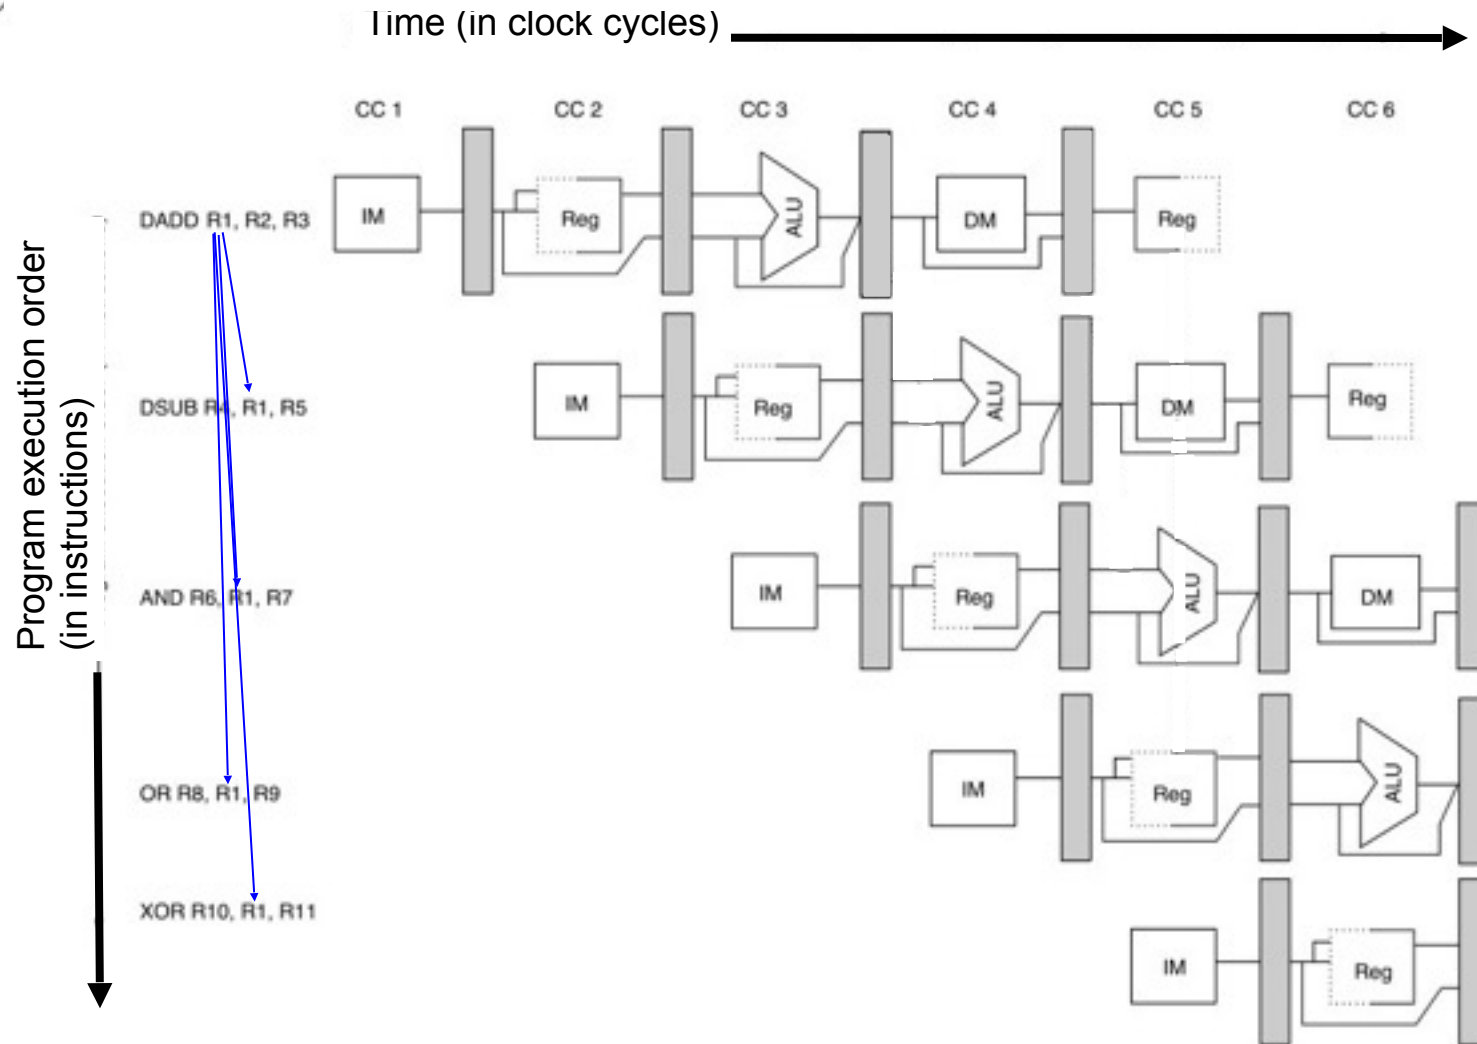 Time (in clock cycles)
CC 1 CC 2 CC 3 CC 4 CC 5 CC 6
Program execution order
(in instructions)
DADD R1, R2, R3 IM Reg ALU DM Reg
DSUB R4, R1, R5 IM Reg ALU DM Reg
AND R6, R1, R7 IM Reg ALU DM
OR R8, R1, R9 IM Reg ALU
XOR R10, R1, R11 IM Reg